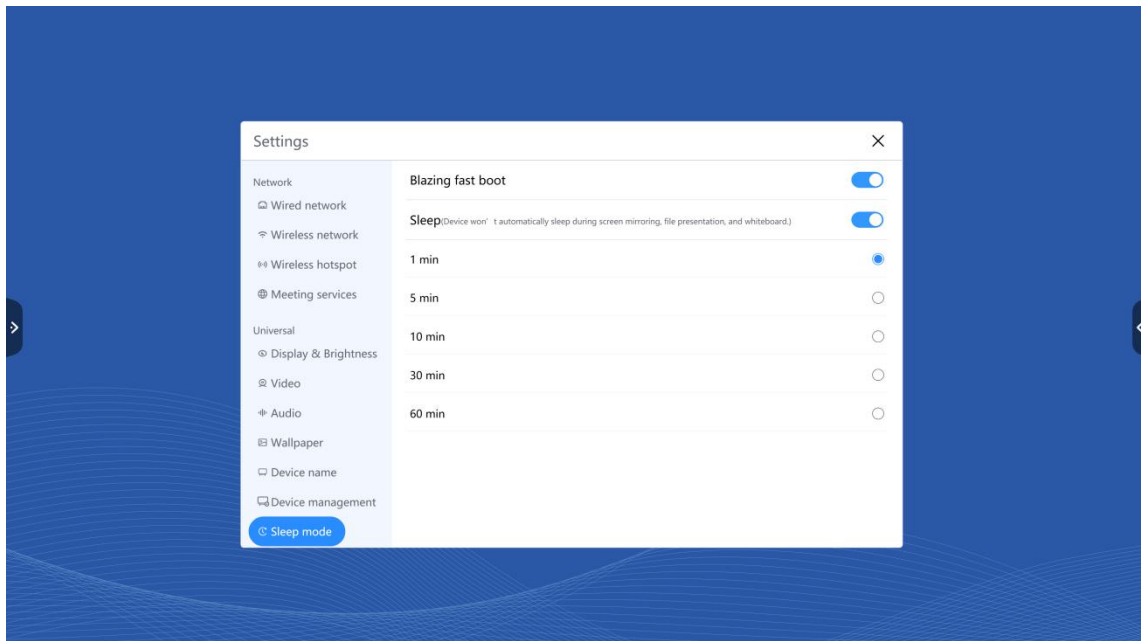 Settings
Network
Wired network
Wireless network
Wireless hotspot
Meeting services
Universal
Display & Brightness
Video
Audio
Wallpaper
Device name
Device management
Sleep mode
Blazing fast boot
Sleep(Device won' t automatically sleep during screen mirroring, file presentation, and whiteboard.)
1 min
5 min
10 min
30 min
60 min